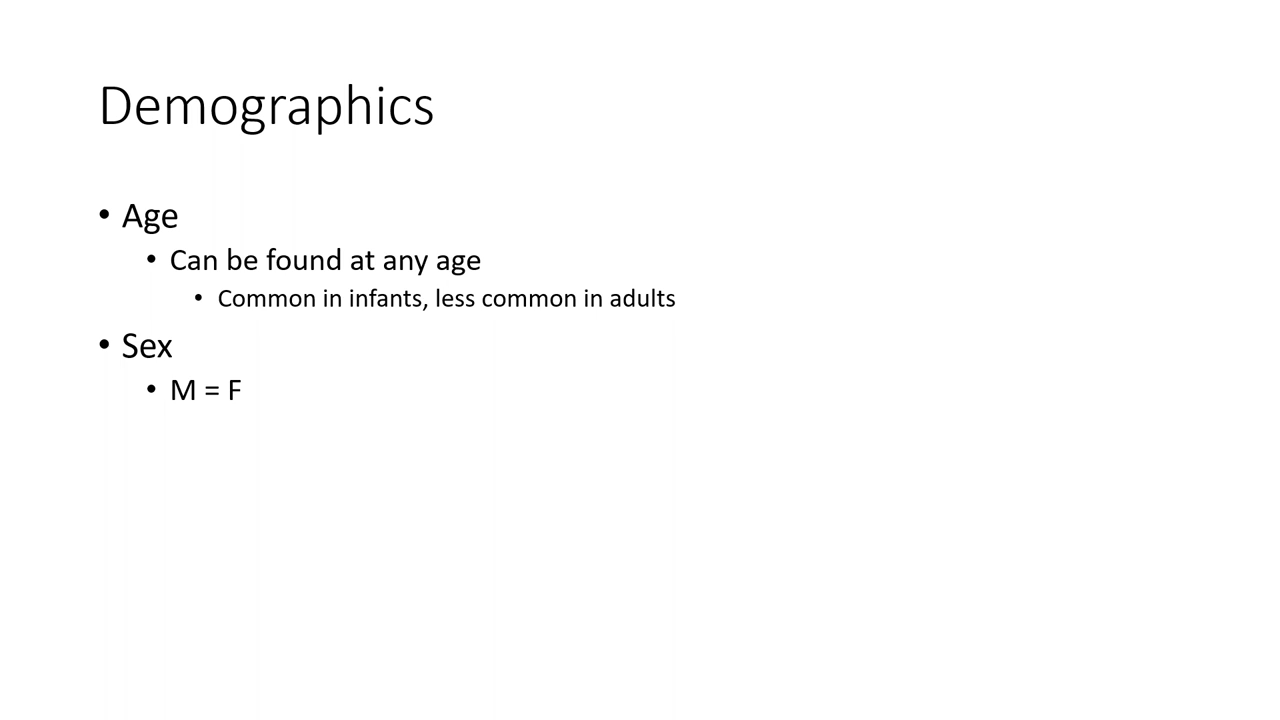 Demographics
• Age
• Can be found at any age
• Common in infants, less common in adults
• Sex
• M = F